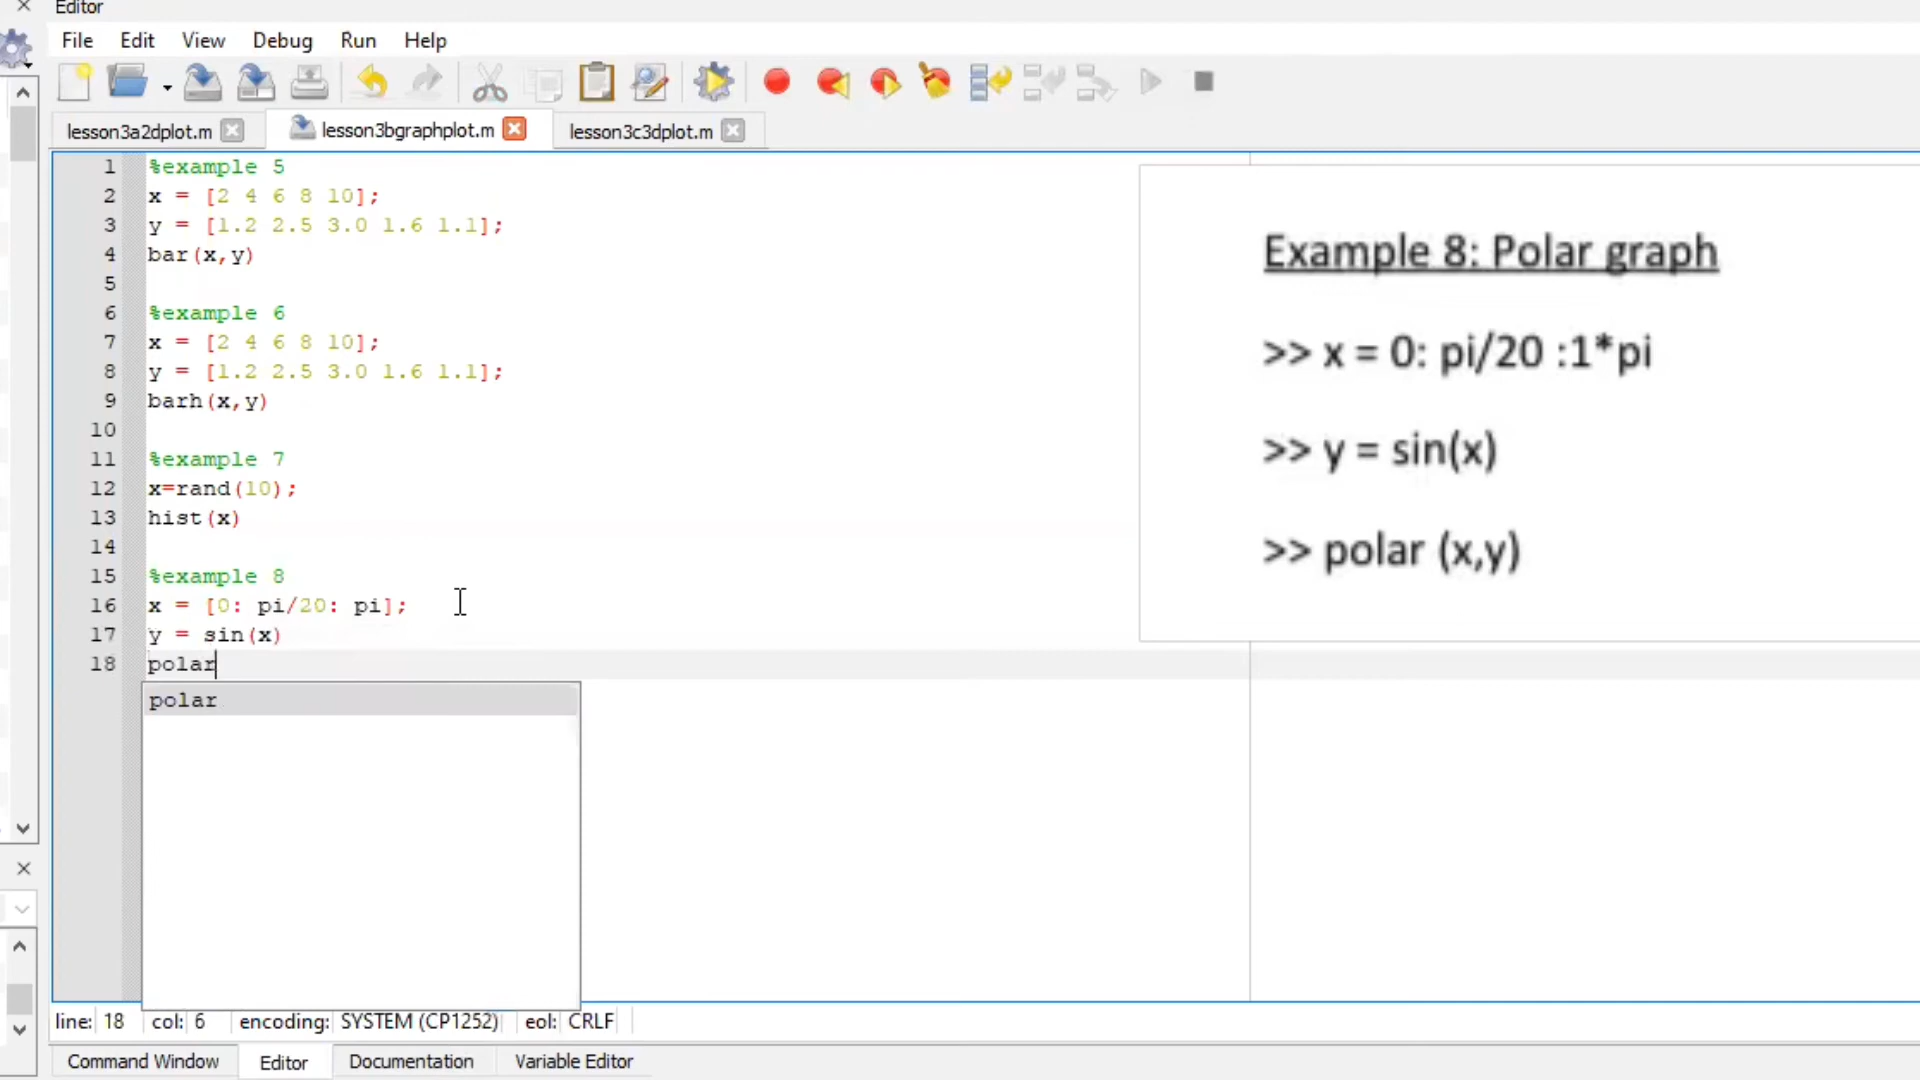 Editor
File Edit View Debug Run Help
lesson3a2dplot.m lesson3bgraphplot.m lesson3c3dplot.m
1 %example 5
2 x = [2 4 6 8 10];
3 y = [1.2 2.5 3.0 1.6 1.1];
4 bar(x,y)
5
6 %example 6
7 x = [2 4 6 8 10];
8 y = [1.2 2.5 3.0 1.6 1.1];
9 barh(x,y)
10
11 %example 7
12 x=rand(10);
13 hist(x)
14
15 %example 8
16 x = [0: pi/20: pi];
17 y = sin(x)
18 polar
polar
Example 8: Polar graph
>> x = 0: pi/20 :1*pi
>> y = sin(x)
>> polar (x,y)
line: 18 col: 6 encoding: SYSTEM (CP1252) eol: CRLF
Command Window Editor Documentation Variable Editor